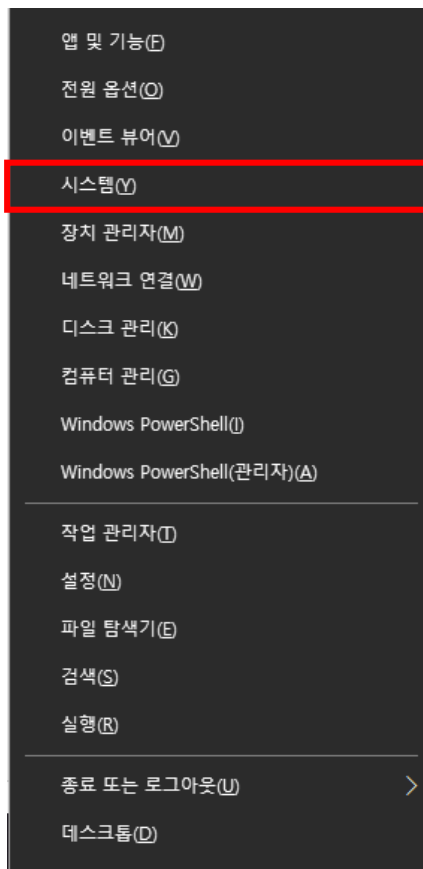 앱 및 기능(F)
전원 옵션(O)
이벤트 뷰어(V)
시스템(Y)
장치 관리자(M)
네트워크 연결(W)
디스크 관리(K)
컴퓨터 관리(G)
Windows PowerShell(I)
Windows PowerShell(관리자)(A)
작업 관리자(T)
설정(N)
파일 탐색기(E)
검색(S)
실행(R)
종료 또는 로그아웃(U)
데스크톱(D)